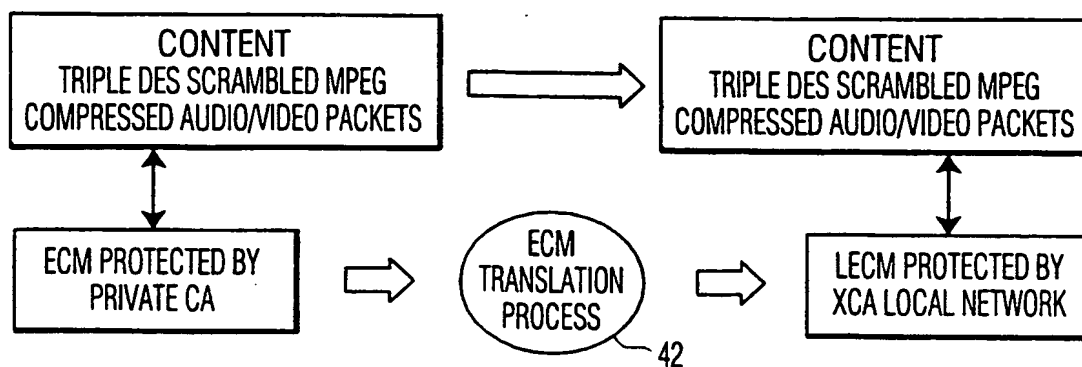 CONTENT
TRIPLE DES SCRAMBLED MPEG
COMPRESSED AUDIO/VIDEO PACKETS
CONTENT
TRIPLE DES SCRAMBLED MPEG
COMPRESSED AUDIO/VIDEO PACKETS
ECM PROTECTED BY
PRIVATE CA
ECM
TRANSLATION
PROCESS
42
LECM PROTECTED BY
XCA LOCAL NETWORK